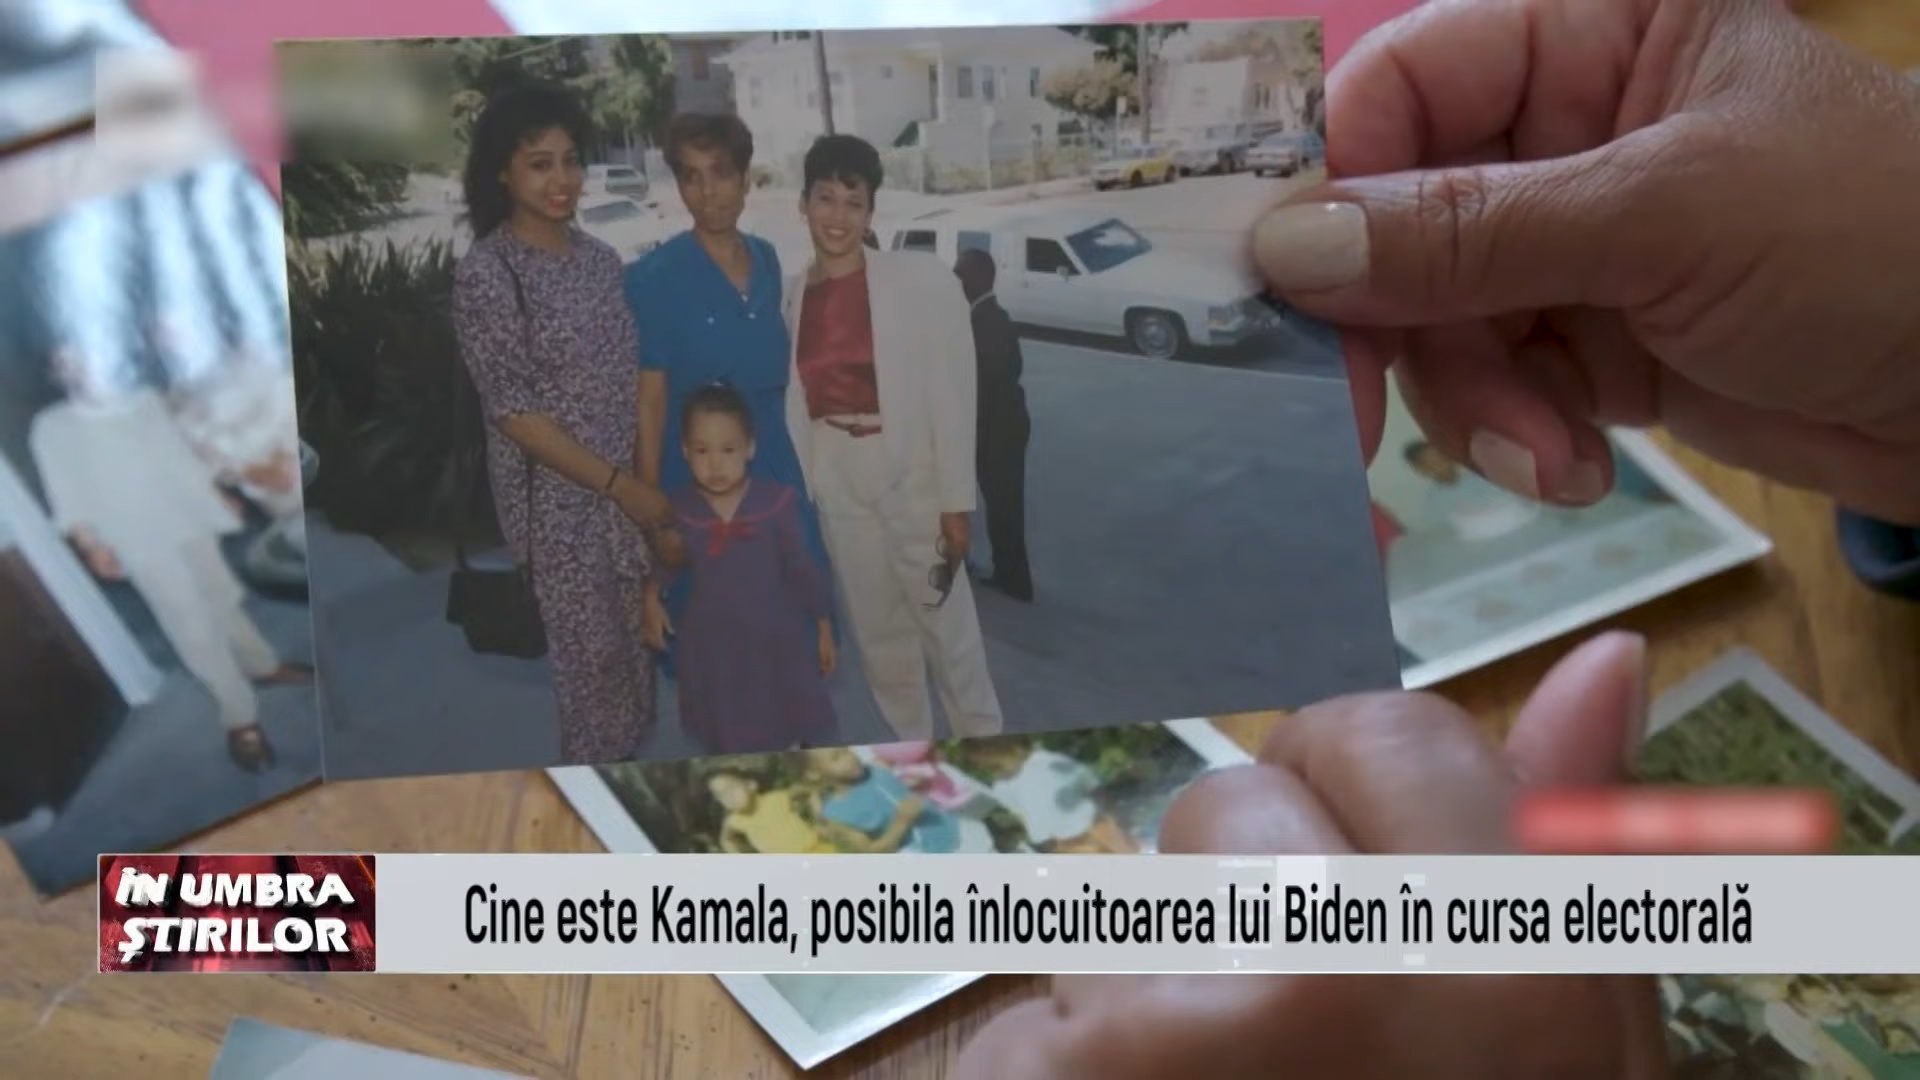 ÎN UMBRA
ȘTIRILOR
Cine este Kamala, posibila înlocuitoarea lui Biden în cursa electorală